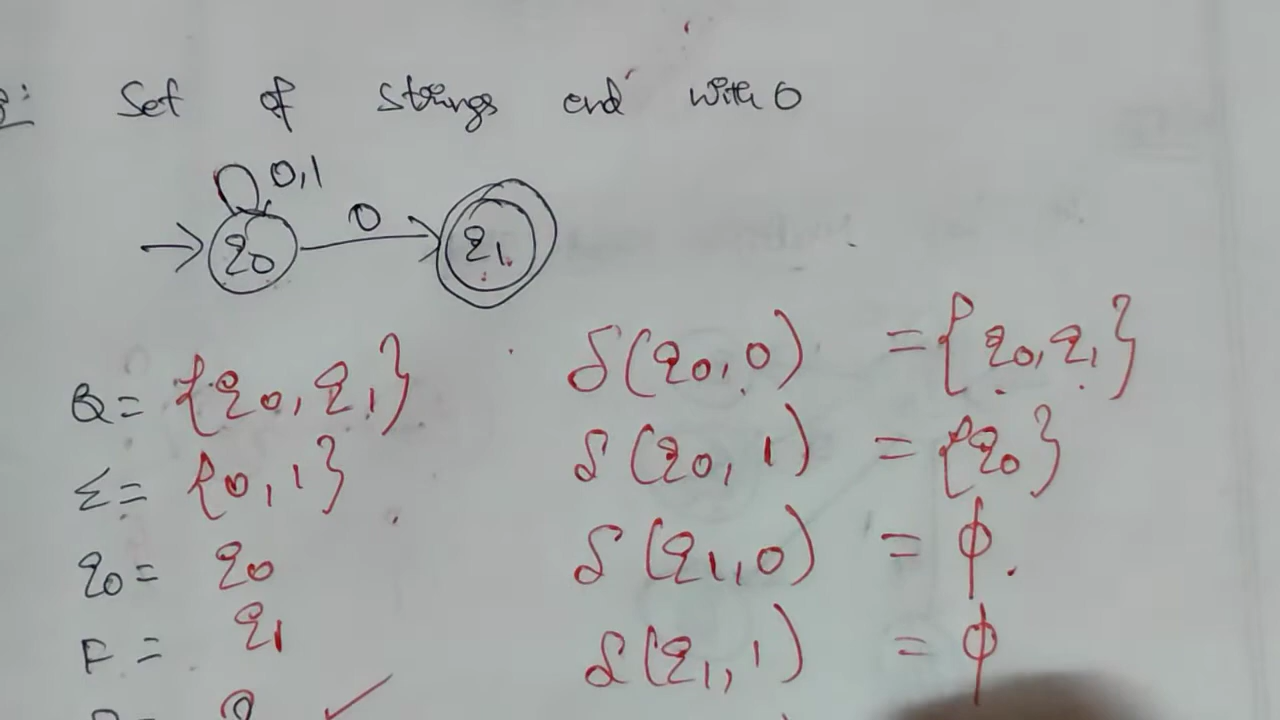 Set of strings end with 0
0,1
0
q0
q1
Q = {q0, q1}
Σ = {0, 1}
q0 = q0
F = q1
δ(q0, 0) = {q0, q1}
δ(q0, 1) = {q0}
δ(q1, 0) = ϕ.
δ(q1, 1) = ϕ